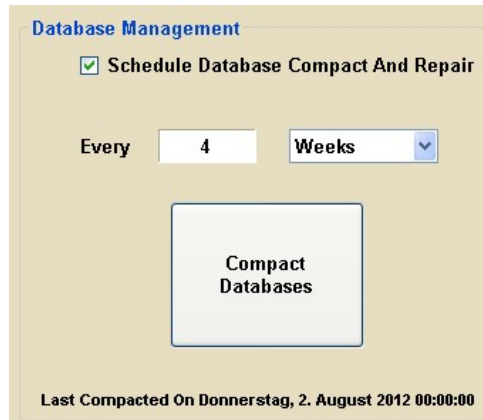 Database Management
Schedule Database Compact And Repair
Every 4 Weeks
Compact
Databases
Last Compacted On Donnerstag, 2. August 2012 00:00:00